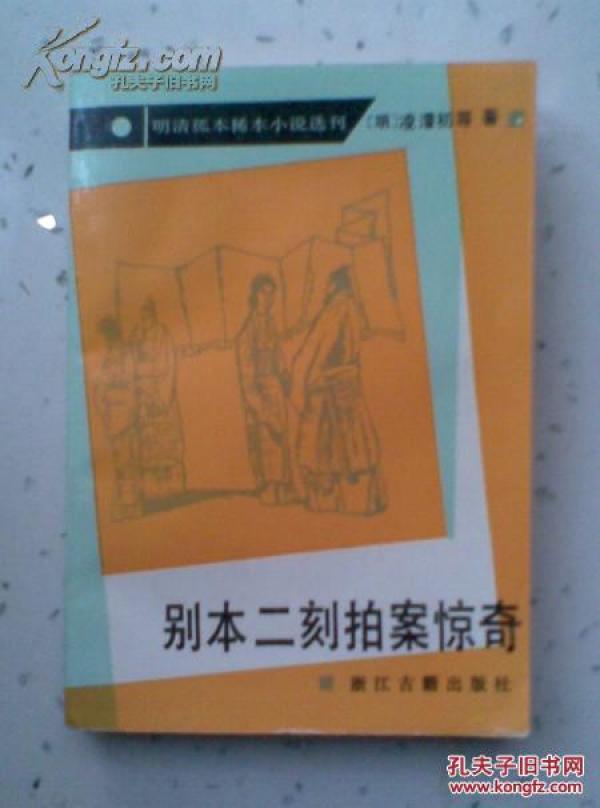 Kongfz.com
孔夫子旧书网
明清孤本稀本小说选刊
〔明〕凌濛初等 著
别本二刻拍案惊奇
浙江古籍出版社
孔夫子旧书网
www.kongfz.com